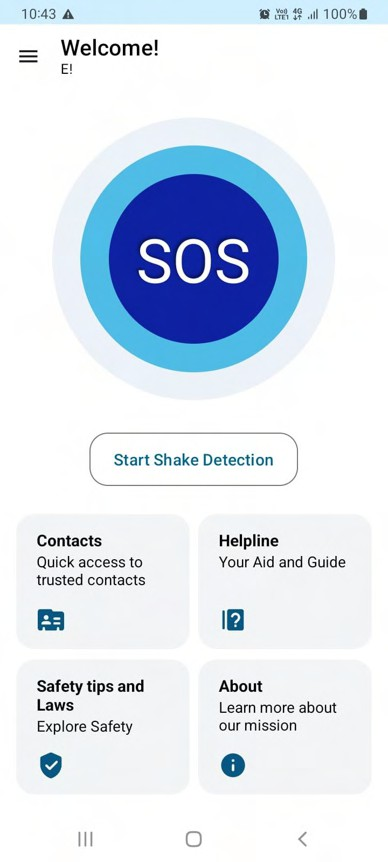 10:43
VoD LTE1 4G 100%
Welcome!
E!
SOS
Start Shake Detection
Contacts
Quick access to
trusted contacts
Helpline
Your Aid and Guide
Safety tips and
Laws
Explore Safety
About
Learn more about
our mission